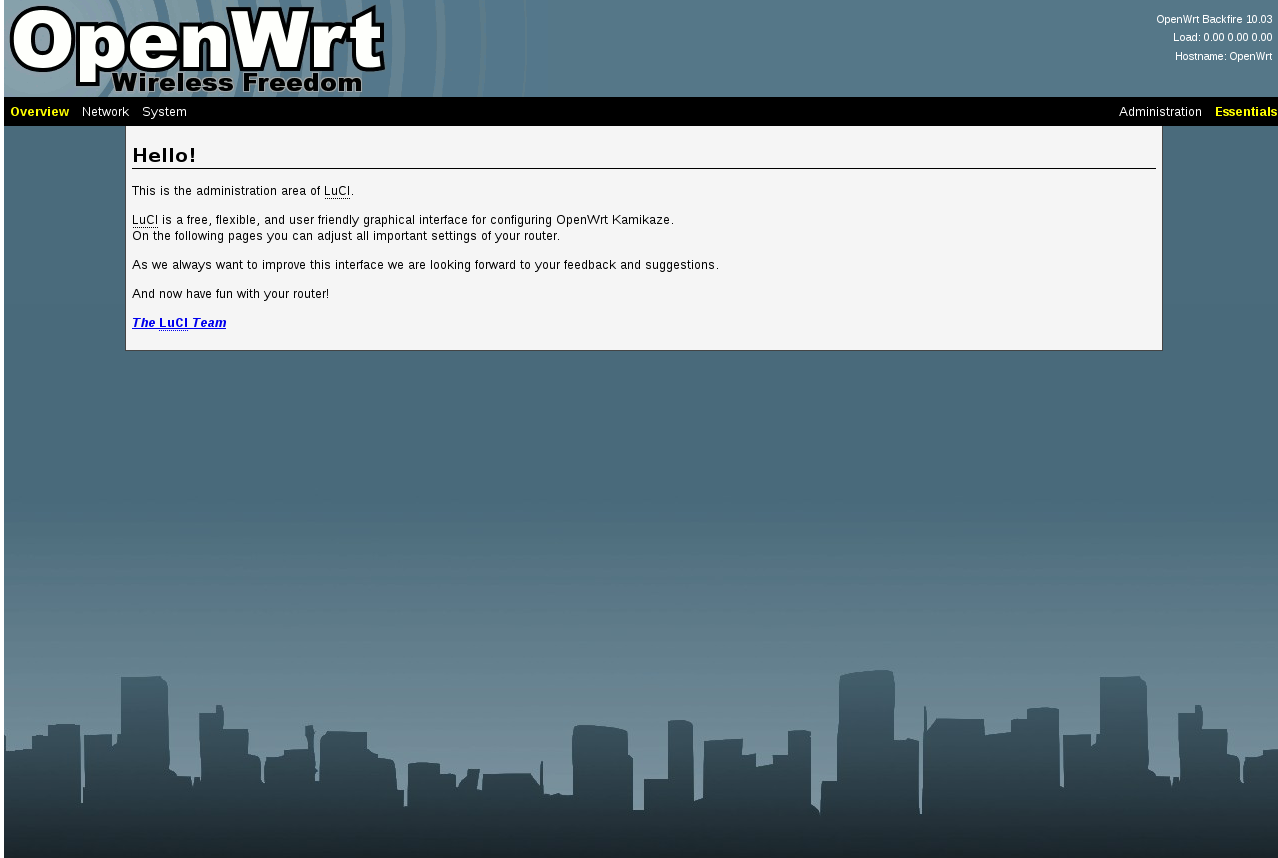 OpenWrt
Wireless Freedom
OpenWrt Backfire 10.03
Load: 0.00 0.00 0.00
Hostname: OpenWrt
Overview Network System Administration Essentials
Hello!
This is the administration area of LuCI.
LuCI is a free, flexible, and user friendly graphical interface for configuring OpenWrt Kamikaze.
On the following pages you can adjust all important settings of your router.
As we always want to improve this interface we are looking forward to your feedback and suggestions.
And now have fun with your router!
The LuCI Team